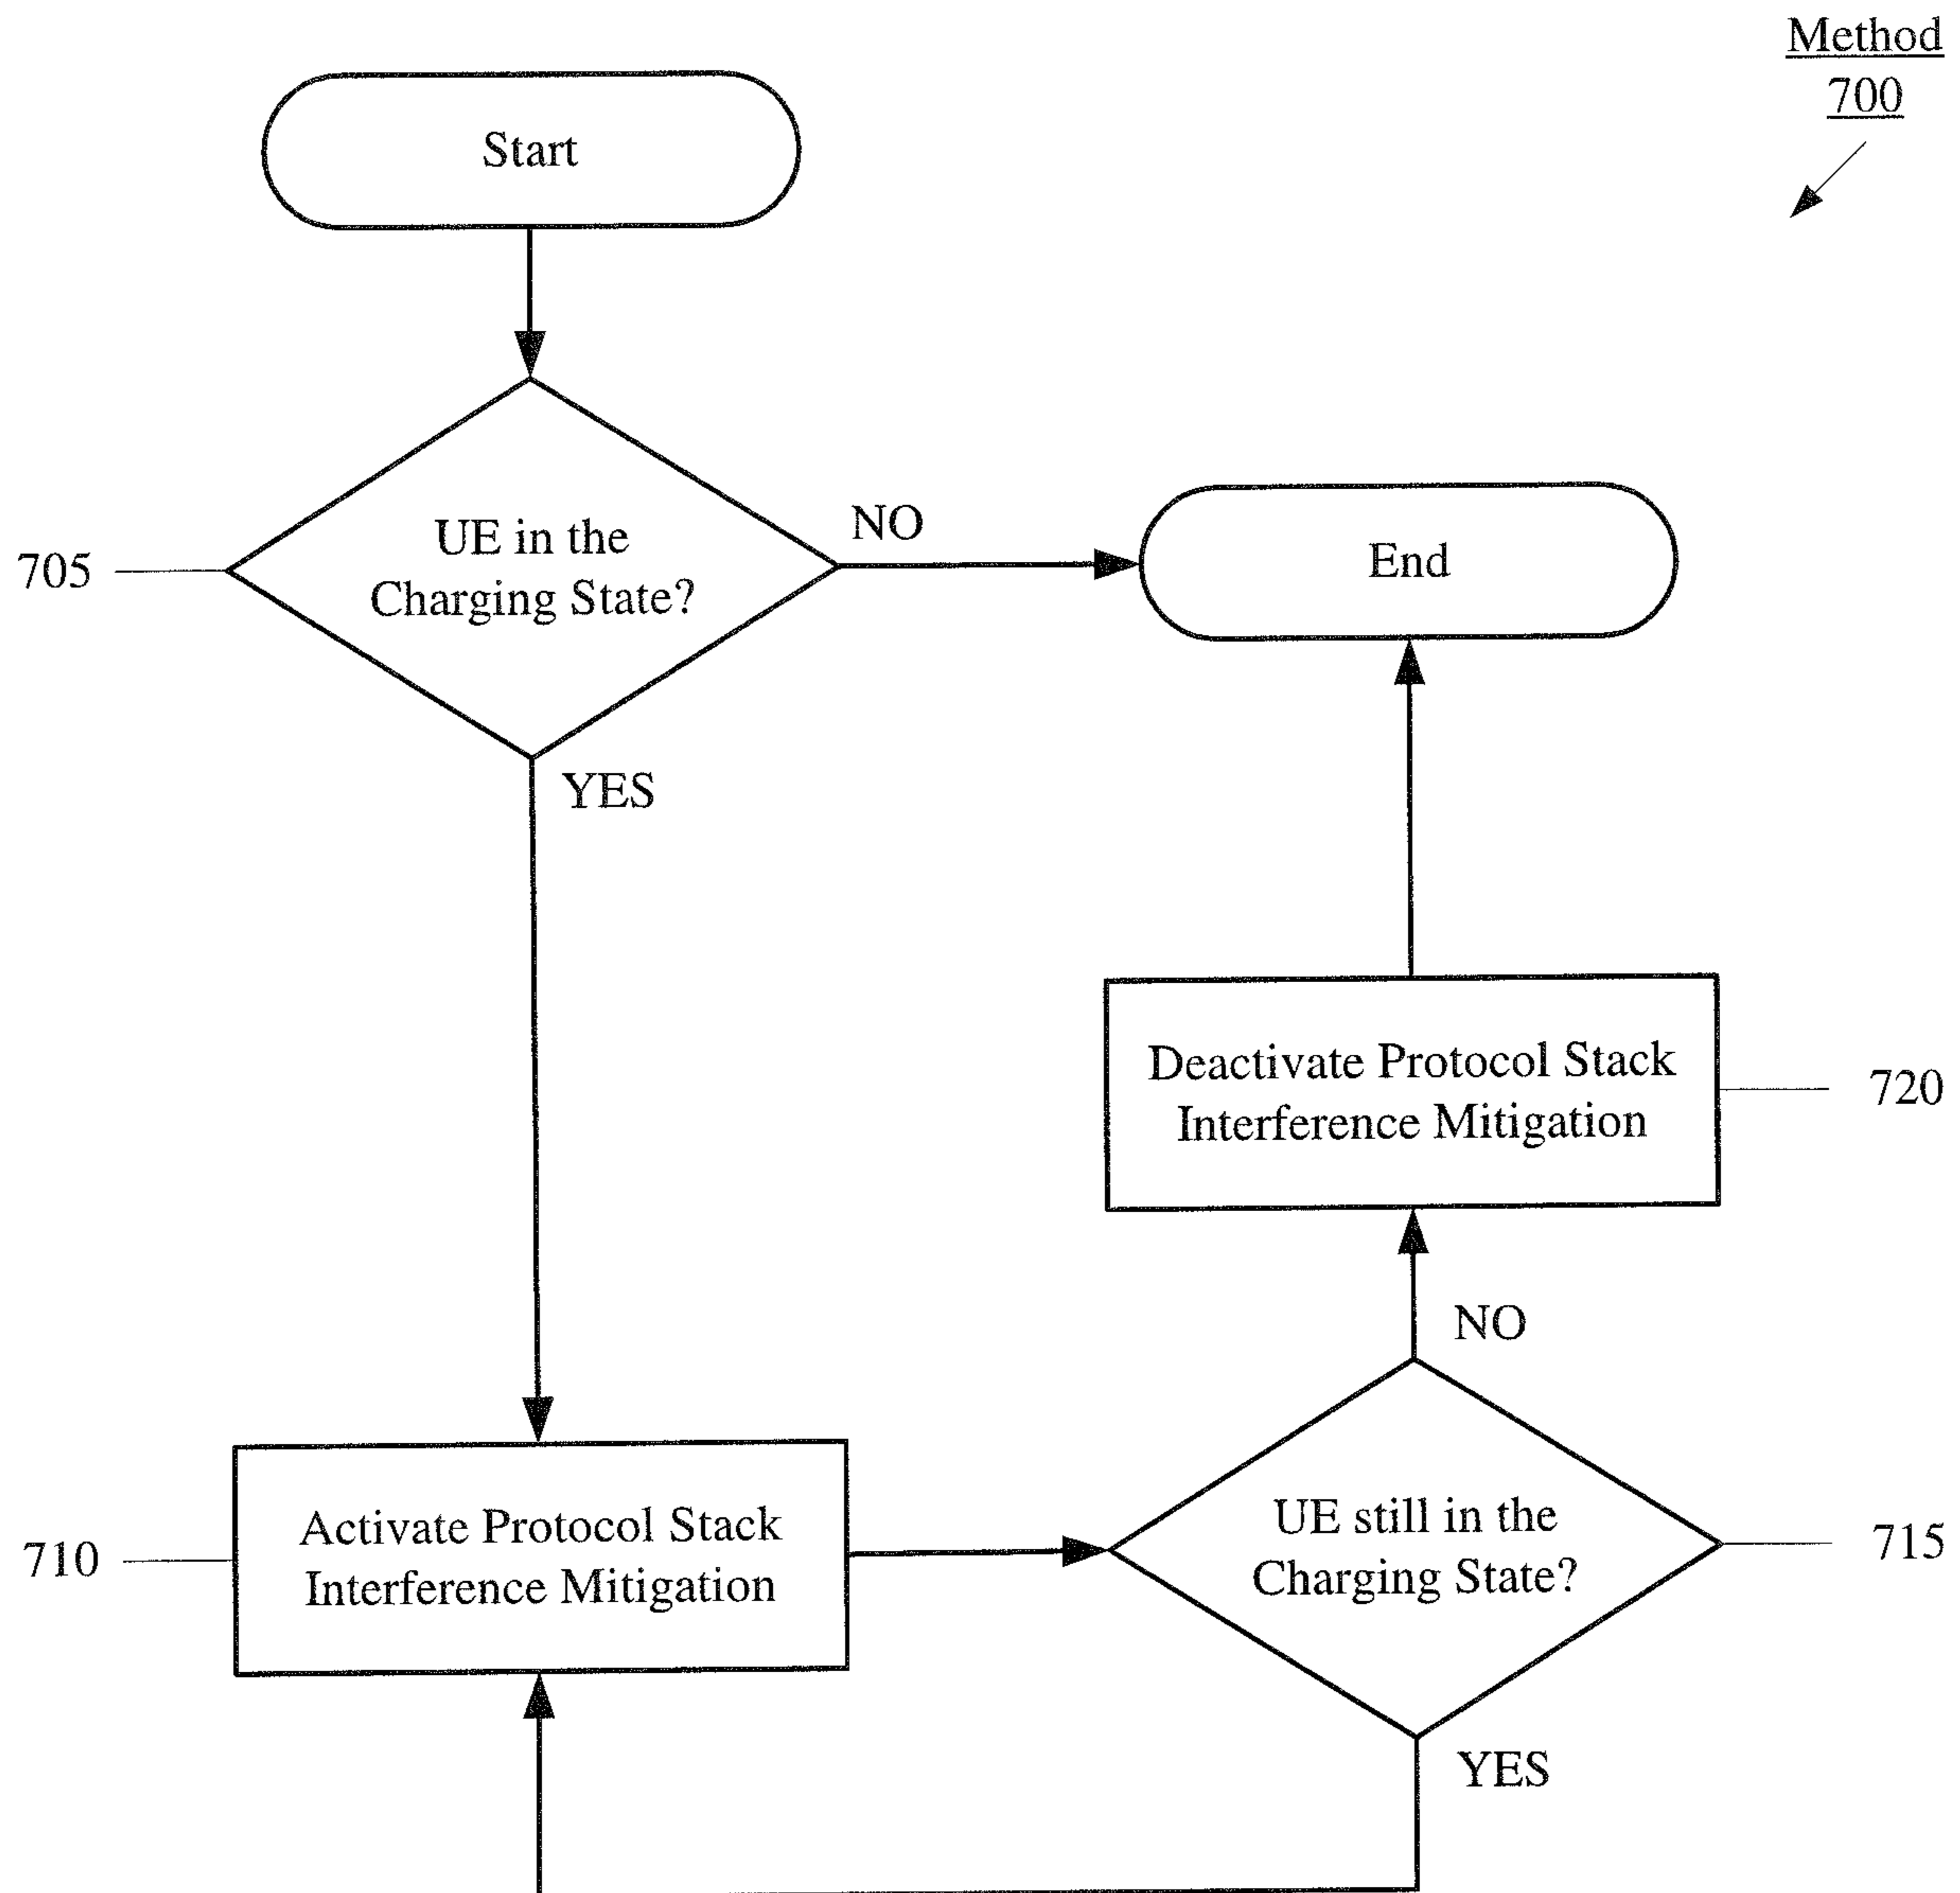 Method
700
Start
705
UE in the
Charging State?
NO
End
YES
Deactivate Protocol Stack
Interference Mitigation
720
NO
710
Activate Protocol Stack
Interference Mitigation
UE still in the
Charging State?
715
YES